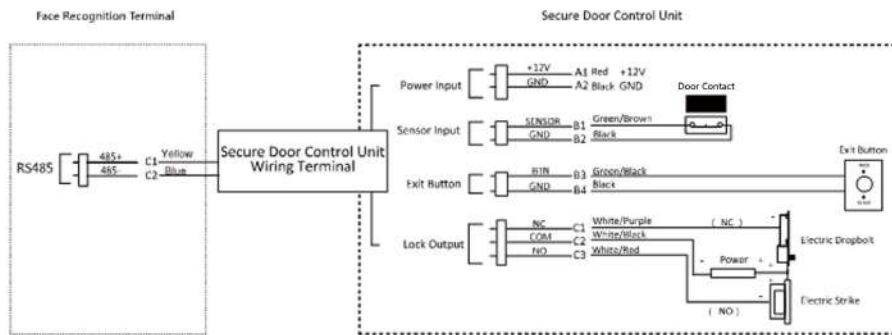 Face Recognition Terminal
Secure Door Control Unit
RS485
485+ C1 Yellow
485- C2 Blue
Secure Door Control Unit
Wiring Terminal
Power Input
+12V A1 Red +12V
GND A2 Black GND
Door Contact
Sensor Input
SENSOR B1 Green/Brown
GND B2 Black
Exit Button
Exit Button
BTN B3 Green/Black
GND B4 Black
Lock Output
NC C1 White/Purple ( NC ) -
COM C2 White/Black
NO C3 White/Red
Electric Dropbolt
- Power + +
+
-
( NO )
Electric Strike